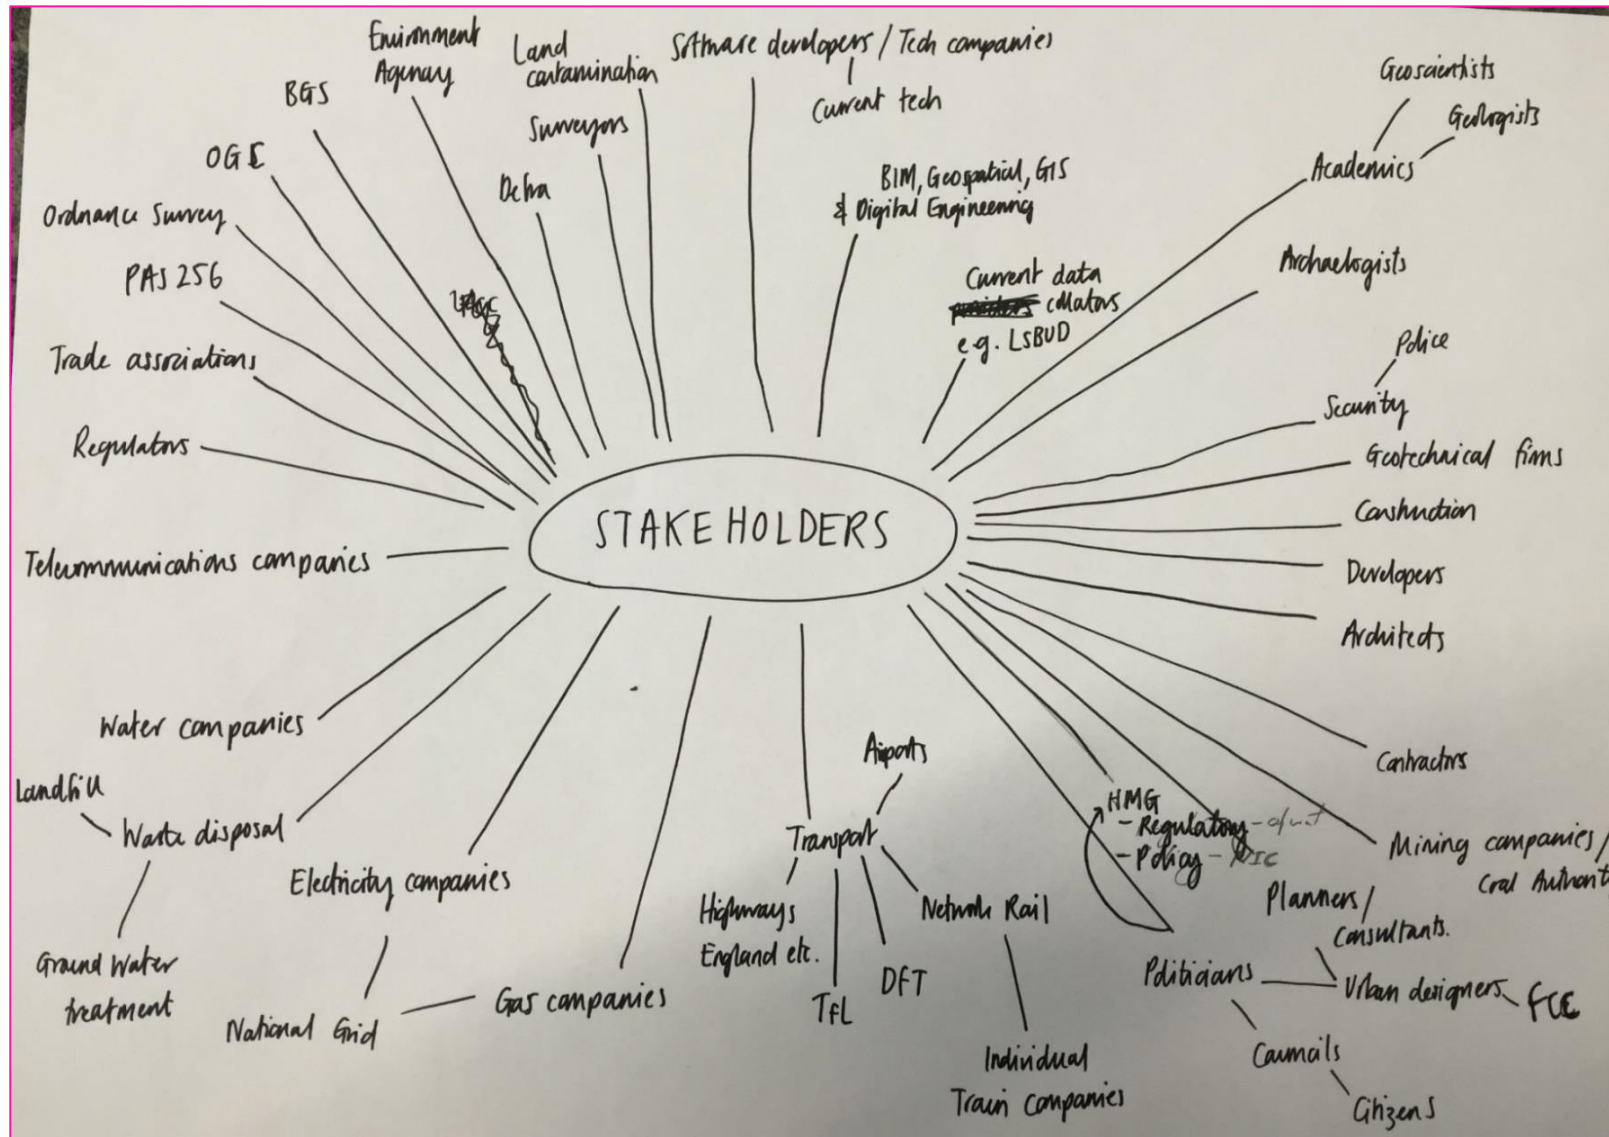 Environment
Agency
Land
contamination
Software developers / Tech companies
Current tech
Geoscientists
Geologists
Academics
BGS
Surveyors
OGC
Defra
BIM, Geospatial, GIS
& Digital Engineering
Ordnance Survey
Archaeologists
PAS 256
Current data
collators
e.g. LSBUD
Trade associations
Police
Security
Regulators
Geotechnical firms
Construction
STAKEHOLDERS
Telecommunications companies
Developers
Architects
Water companies
Airports
Contractors
Landfill
Waste disposal
HMG
- Regulatory - ofwat
- Policy - NIC
Transport
Mining companies /
Coal Authorit
Electricity companies
Planners /
Consultants.
Highways
England etc.
Network Rail
Ground Water
treatment
National Grid
Gas companies
TfL
DFT
Politicians
Urban designers
Individual
Train Companies
Councils
Citizens